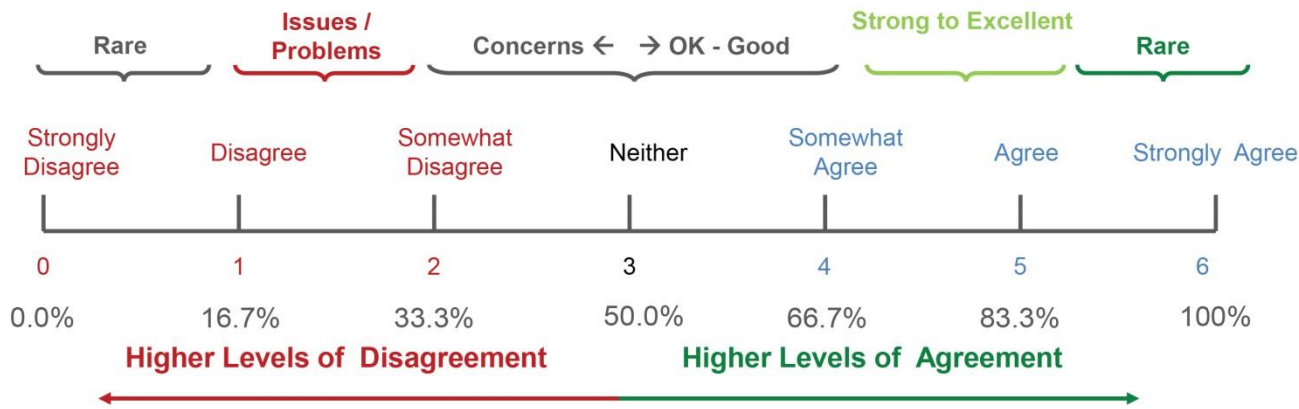 Rare
Issues /
Problems
Concerns ← → OK - Good
Strong to Excellent
Rare
Strongly
Disagree
Disagree
Somewhat
Disagree
Neither
Somewhat
Agree
Agree
Strongly Agree
0 1 2 3 4 5 6
0.0% 16.7% 33.3% 50.0% 66.7% 83.3% 100%
Higher Levels of Disagreement
Higher Levels of Agreement